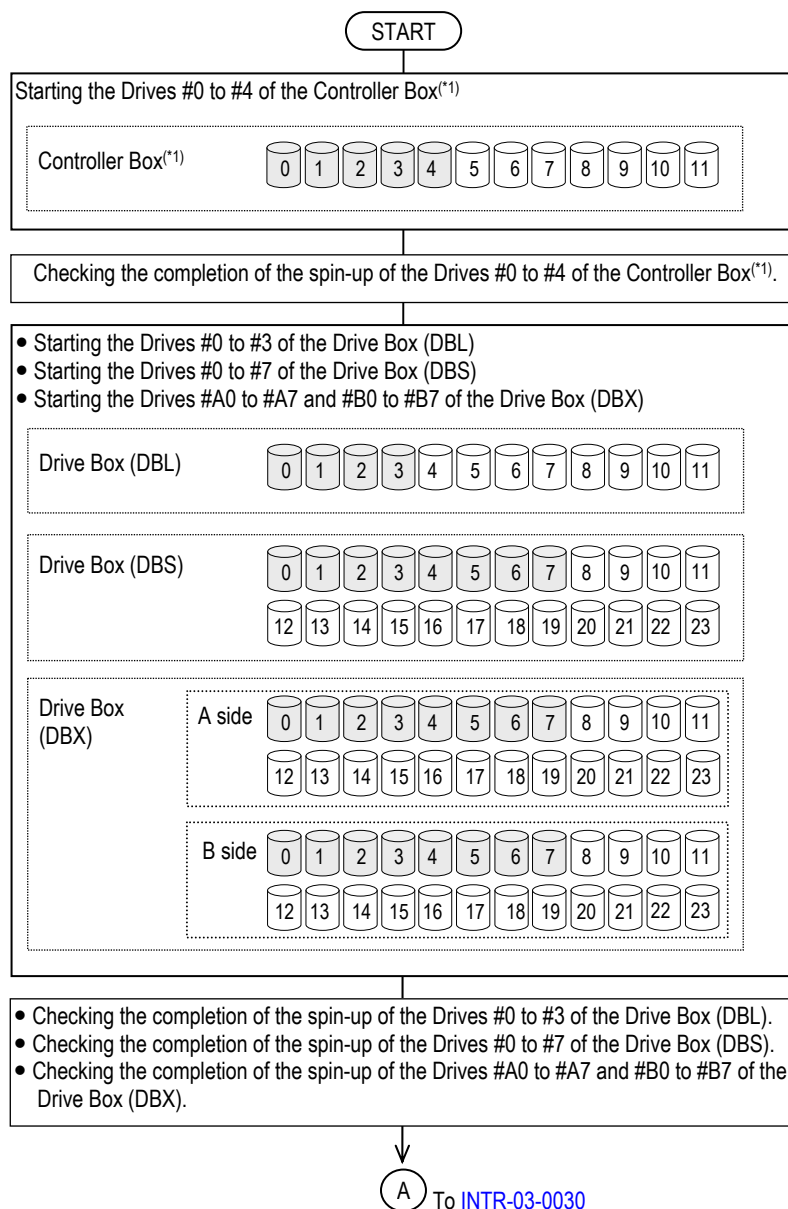 START
Starting the Drives #0 to #4 of the Controller Box(*1)
Controller Box(*1)
0 1 2 3 4 5 6 7 8 9 10 11
Checking the completion of the spin-up of the Drives #0 to #4 of the Controller Box(*1).
● Starting the Drives #0 to #3 of the Drive Box (DBL)
● Starting the Drives #0 to #7 of the Drive Box (DBS)
● Starting the Drives #A0 to #A7 and #B0 to #B7 of the Drive Box (DBX)
Drive Box (DBL)
0 1 2 3 4 5 6 7 8 9 10 11
Drive Box (DBS)
0 1 2 3 4 5 6 7 8 9 10 11
12 13 14 15 16 17 18 19 20 21 22 23
Drive Box
(DBX)
A side
0 1 2 3 4 5 6 7 8 9 10 11
12 13 14 15 16 17 18 19 20 21 22 23
B side
0 1 2 3 4 5 6 7 8 9 10 11
12 13 14 15 16 17 18 19 20 21 22 23
● Checking the completion of the spin-up of the Drives #0 to #3 of the Drive Box (DBL).
● Checking the completion of the spin-up of the Drives #0 to #7 of the Drive Box (DBS).
● Checking the completion of the spin-up of the Drives #A0 to #A7 and #B0 to #B7 of the
Drive Box (DBX).
A
To INTR-03-0030